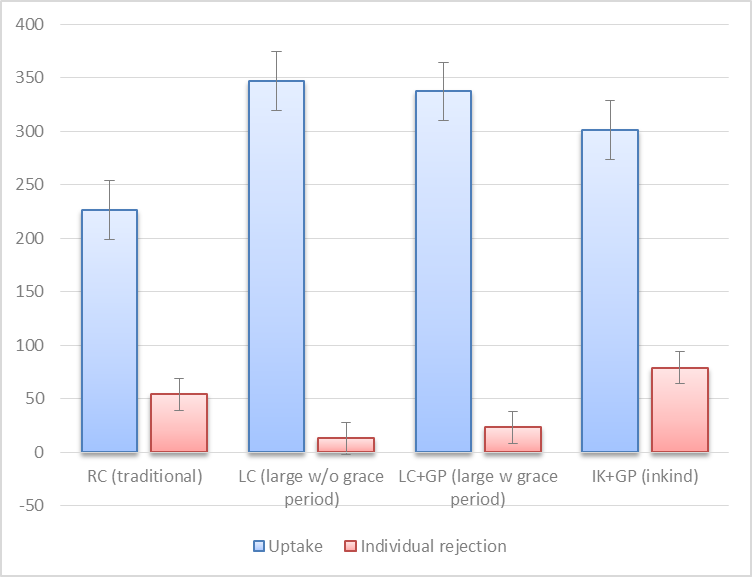 400
350
300
250
200
150
100
50
0
-50
RC (traditional)
LC (large w/o grace
period)
LC+GP (large w grace
period)
IK+GP (inkind)
Uptake
Individual rejection